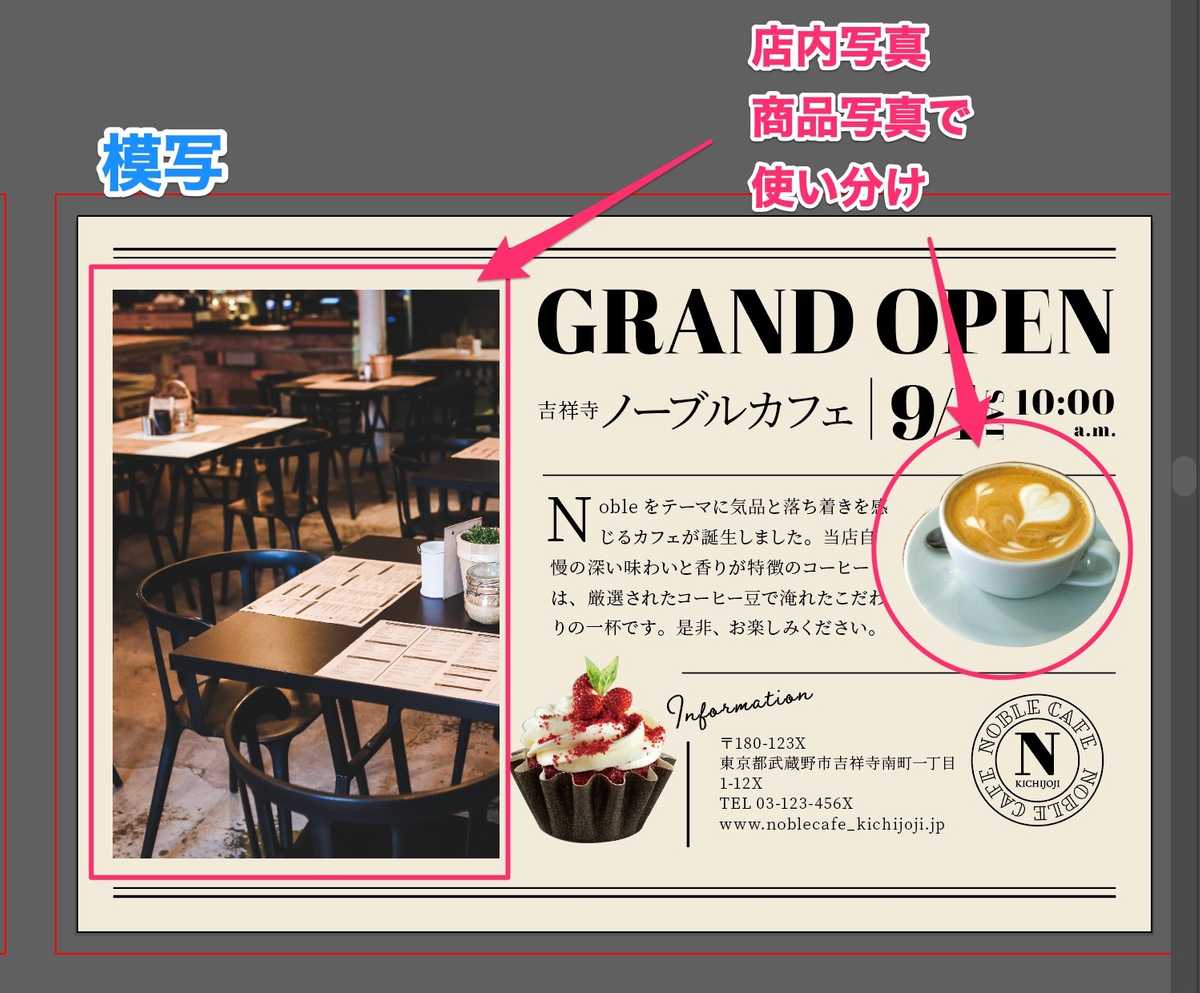 店内写真
商品写真で
使い分け
模写
GRAND OPEN
吉祥寺 ノーブルカフェ
10:00
a.m.
Noble をテーマに気品と落ち着きを感
じるカフェが誕生しました。当店自
慢の深い味わいと香りが特徴のコーヒー
は、厳選されたコーヒー豆で淹れたこだわ
りの一杯です。是非、お楽しみください。
Information
〒180-123X
東京都武蔵野市吉祥寺南町一丁目
1-12X
TEL 03-123-456X
www.noblecafe_kichijoji.jp
NOBLE CAFE NOBLE CAFE
N
KICHIJOJI